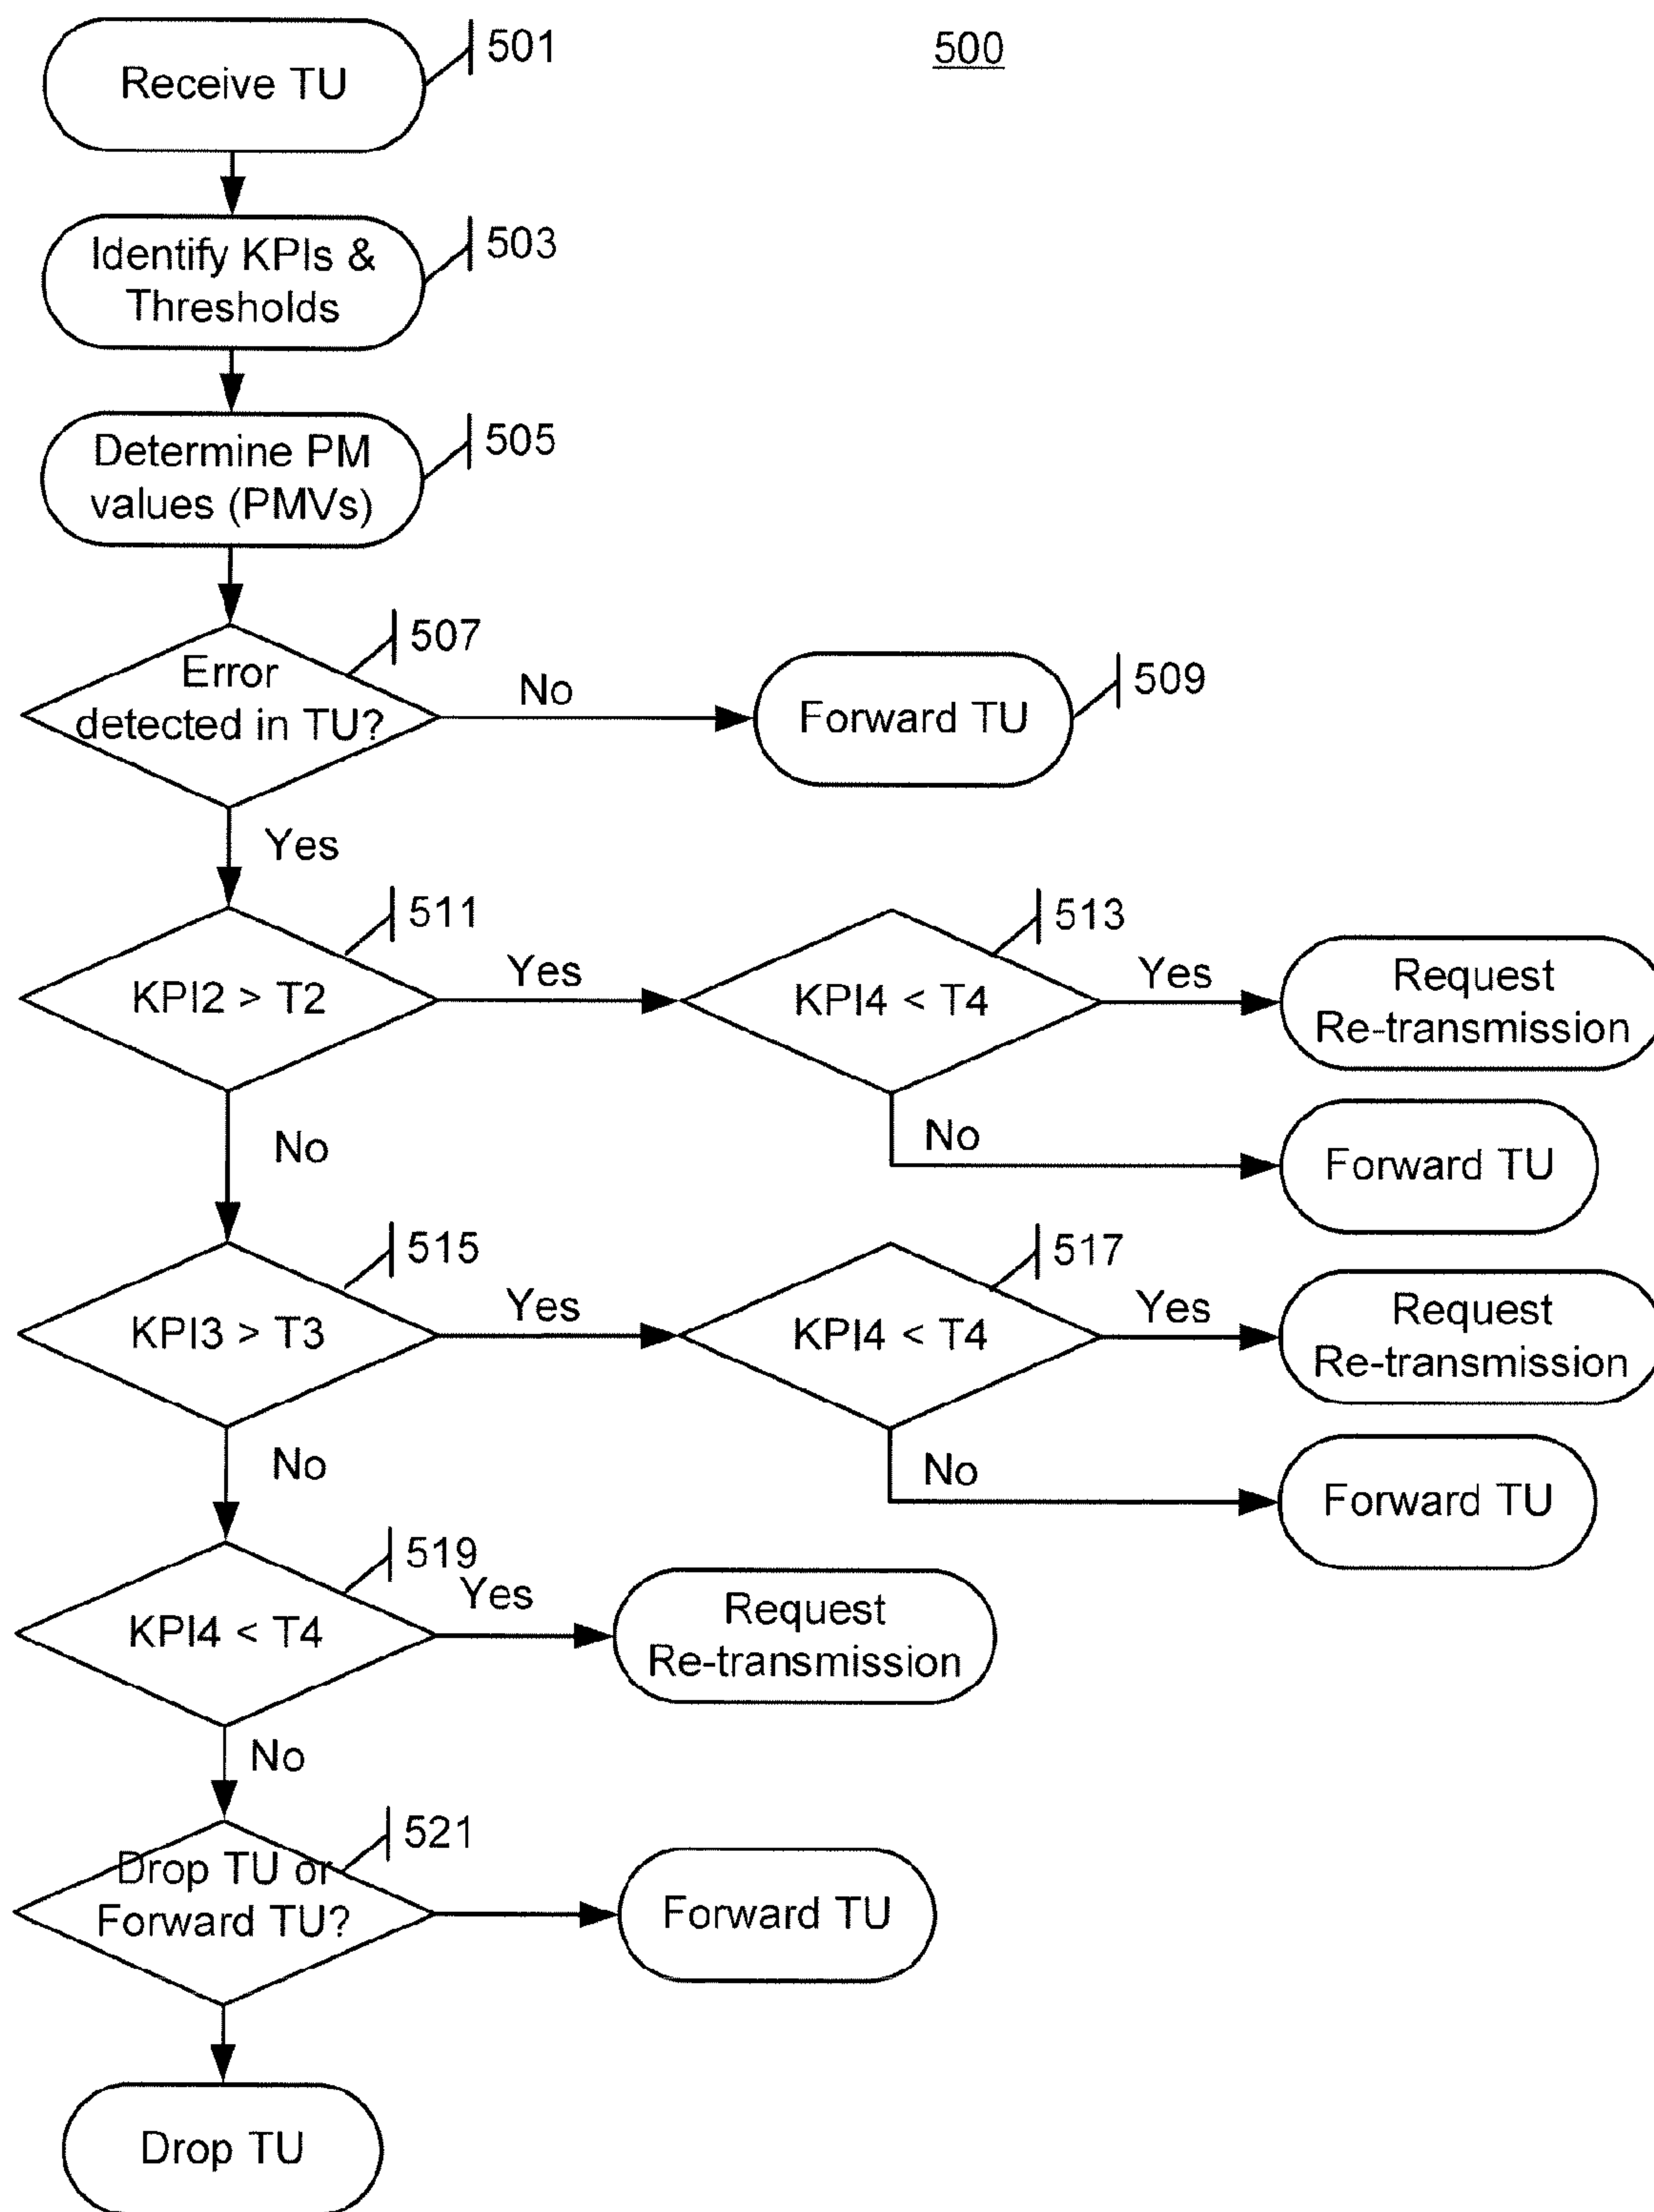 501
500
Receive TU
503
Identify KPIs &
Thresholds
505
Determine PM
values (PMVs)
507
Error
detected in TU?
No
509
Forward TU
Yes
511
KPI2 > T2
Yes
513
KPI4 < T4
Yes
Request
Re-transmission
No
Forward TU
No
515
KPI3 > T3
Yes
517
KPI4 < T4
Yes
Request
Re-transmission
No
Forward TU
No
519
KPI4 < T4
Yes
Request
Re-transmission
No
521
Drop TU or
Forward TU?
Forward TU
Drop TU